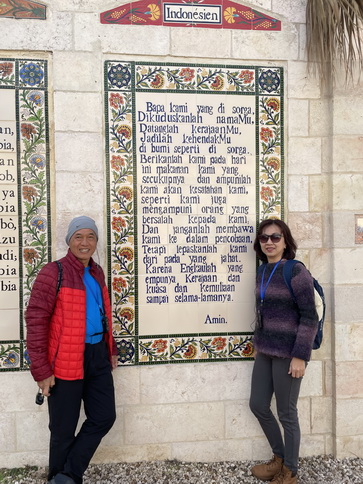 Indonésien
Bapa kami yang di sorga,
Dikuduskanlah namaMu,
Datanglah kerajaanMu,
Jadilah kehendakMu
di bumi seperti di sorga.
Berikanlah kami pada hari
ini makanan kami yang
secukupnya dan ampunilah
kami akan kesalahan kami,
seperti kami juga
mengampuni orang yang
bersalah kepada kami,
Dan janganlah membawa
kami ke dalam pencobaan,
Tetapi lepaskanlah kami
dari pada yang jahat.
Karena Engkaulah yang
empunya Kerajaan dan
kuasa dan kemuliaan
sampai selama-lamanya.
Amin.